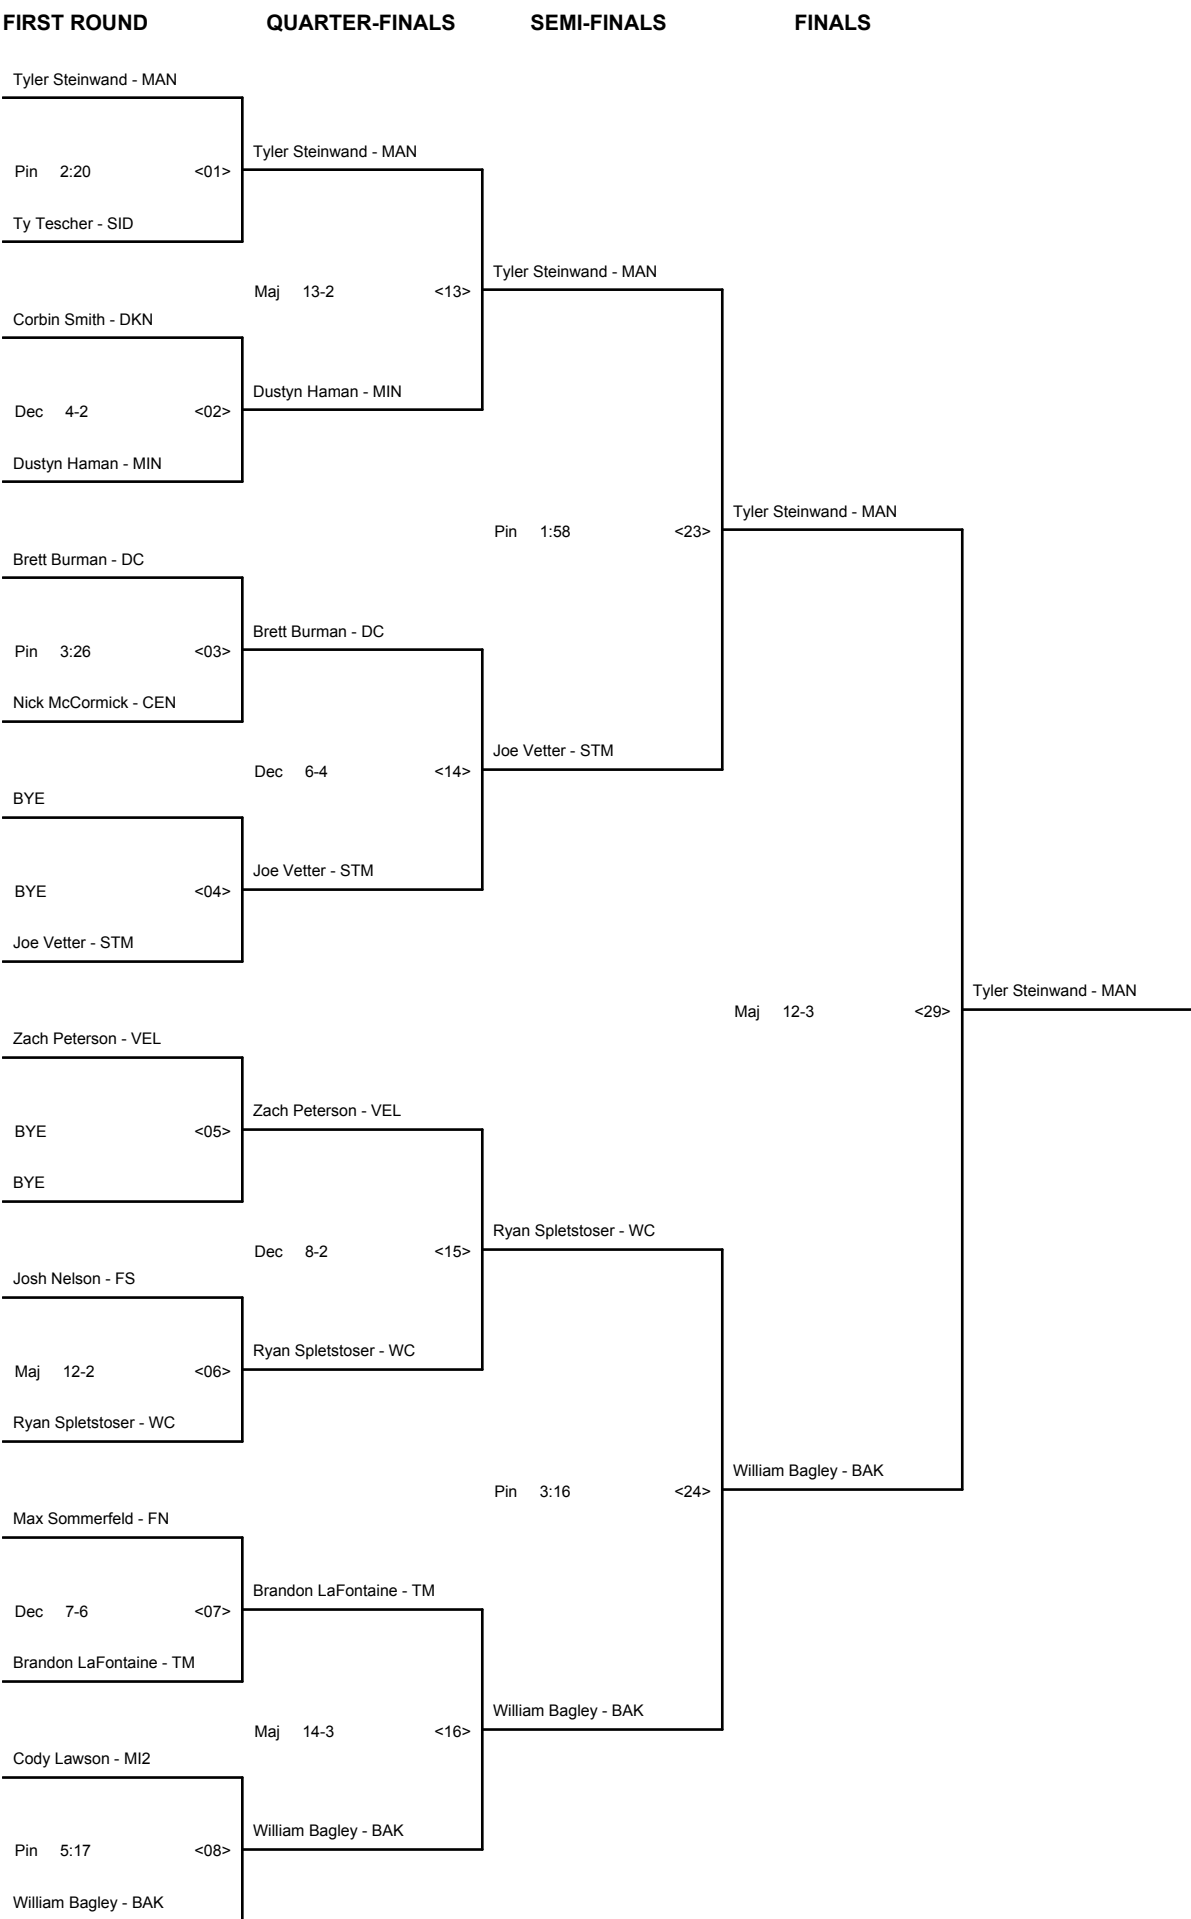 FIRST ROUND QUARTER-FINALS SEMI-FINALS FINALS
Tyler Steinwand - MAN
Tyler Steinwand - MAN
Pin 2:20 <01>
Ty Tescher - SID
Tyler Steinwand - MAN
Maj 13-2 <13>
Corbin Smith - DKN
Dustyn Haman - MIN
Dec 4-2 <02>
Dustyn Haman - MIN
Tyler Steinwand - MAN
Pin 1:58 <23>
Brett Burman - DC
Brett Burman - DC
Pin 3:26 <03>
Nick McCormick - CEN
Joe Vetter - STM
Dec 6-4 <14>
BYE
Joe Vetter - STM
BYE <04>
Joe Vetter - STM
Tyler Steinwand - MAN
Maj 12-3 <29>
Zach Peterson - VEL
Zach Peterson - VEL
BYE <05>
BYE
Ryan Spletstoser - WC
Dec 8-2 <15>
Josh Nelson - FS
Ryan Spletstoser - WC
Maj 12-2 <06>
Ryan Spletstoser - WC
William Bagley - BAK
Pin 3:16 <24>
Max Sommerfeld - FN
Brandon LaFontaine - TM
Dec 7-6 <07>
Brandon LaFontaine - TM
William Bagley - BAK
Maj 14-3 <16>
Cody Lawson - MI2
William Bagley - BAK
Pin 5:17 <08>
William Bagley - BAK